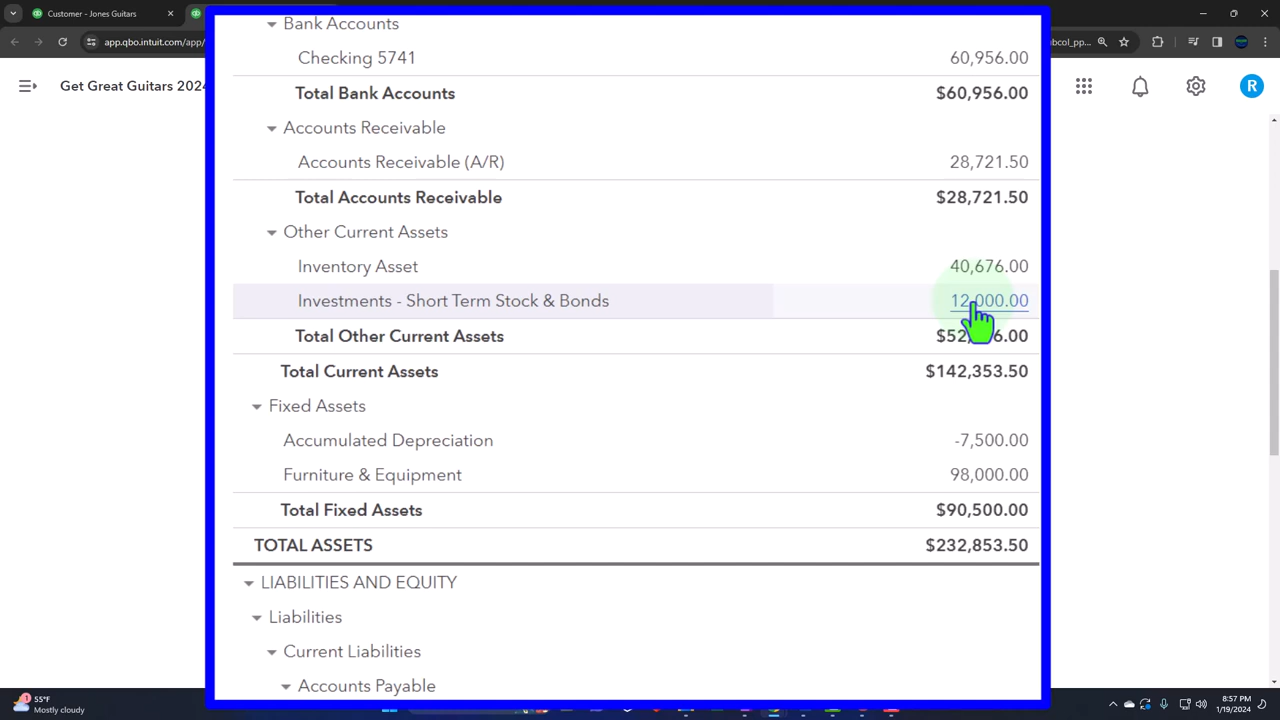 Customer - Jones Guitars
app.qbo.intuit.com/app/
Get Great Guitars 2024
R
Bank Accounts
Checking 5741 60,956.00
Total Bank Accounts $60,956.00
Accounts Receivable
Accounts Receivable (A/R) 28,721.50
Total Accounts Receivable $28,721.50
Other Current Assets
Inventory Asset 40,676.00
Investments - Short Term Stock & Bonds 12,000.00
Total Other Current Assets
Total Current Assets $142,353.50
Fixed Assets
Accumulated Depreciation -7,500.00
Furniture & Equipment 98,000.00
Total Fixed Assets $90,500.00
TOTAL ASSETS $232,853.50
LIABILITIES AND EQUITY
Liabilities
Current Liabilities
Accounts Payable
1
55°F
Mostly cloudy
8:57 PM
1/19/2024